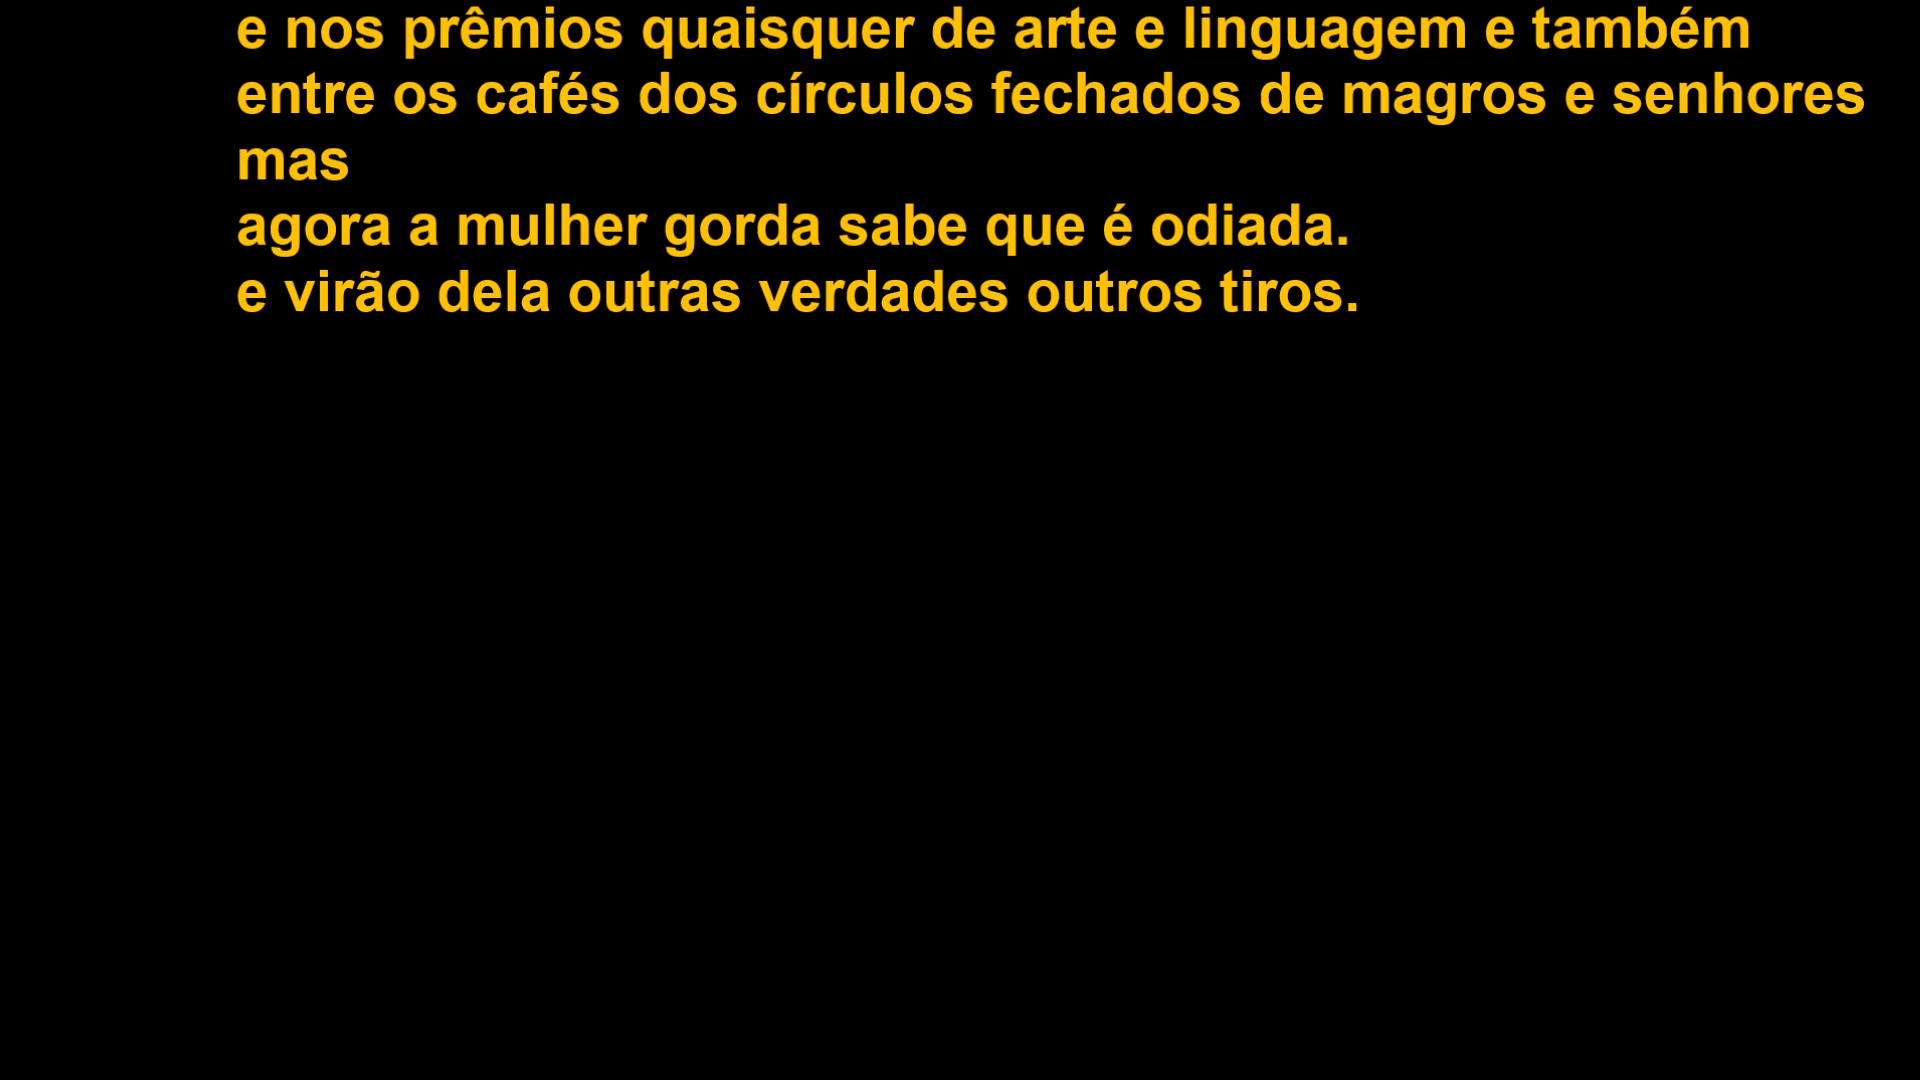 e nos prêmios quaisquer de arte e linguagem e também
entre os cafés dos círculos fechados de magros e senhores
mas
agora a mulher gorda sabe que é odiada.
e virão dela outras verdades outros tiros.